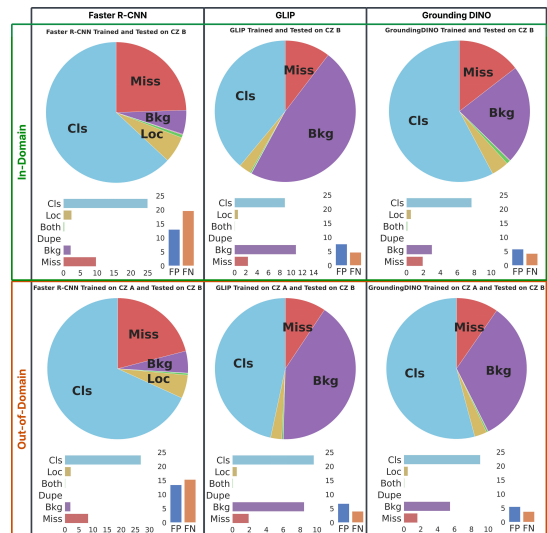 Faster R-CNN GLIP Grounding DINO
In-Domain
Faster R-CNN Trained and Tested on CZ B
Miss
Bkg
Loc
Cls
Cls
Loc
Both
Dupe
Bkg
Miss
0 5 10 15 20 25
25
20
15
10
5
0
FP FN
GLIP Trained and Tested on CZ B
Miss
Cls
Bkg
Cls
Loc
Both
Dupe
Bkg
Miss
0 2 4 6 8 10 12 14
25
20
15
10
5
0
FP FN
GroundingDINO Trained and Tested on CZ B
Miss
Bkg
Cls
Cls
Loc
Both
Dupe
Bkg
Miss
0 2 4 6 8 10
25
20
15
10
5
0
FP FN
Out-of-Domain
Faster R-CNN Trained on CZ A and Tested on CZ B
Miss
Bkg
Loc
Cls
Cls
Loc
Both
Dupe
Bkg
Miss
0 5 10 15 20 25 30
25
20
15
10
5
0
FP FN
GLIP Trained on CZ A and Tested on CZ B
Miss
Cls
Bkg
Cls
Loc
Both
Dupe
Bkg
Miss
0 2 4 6 8 10
25
20
15
10
5
0
FP FN
GroundingDINO Trained on CZ A and Tested on CZ B
Miss
Cls
Bkg
Cls
Loc
Both
Dupe
Bkg
Miss
0 2 4 6 8 10
25
20
15
10
5
0
FP FN